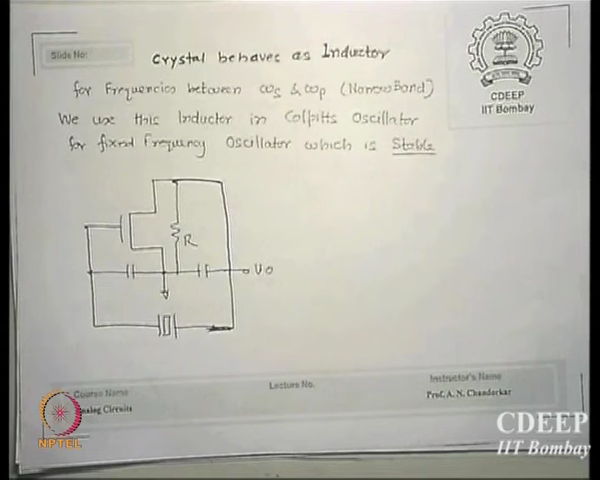 Slide No:
Crystal behaves as Inductor
for Frequencies between ωs & ωp (Narrow Band)
We use this Inductor in Colpitts Oscillator
for fixed Frequency Oscillator which is Stable
CDEEP
IIT Bombay
R
VO
Course Name
Analog Circuits
Lecture No.
Instructor's Name
Prof. A. N. Chandorkar
NPTEL
CDEEP
IIT Bombay